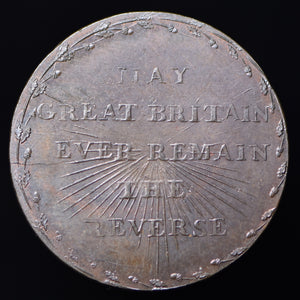 MAY
GREAT BRITAIN
EVER REMAIN
THE
REVERSE